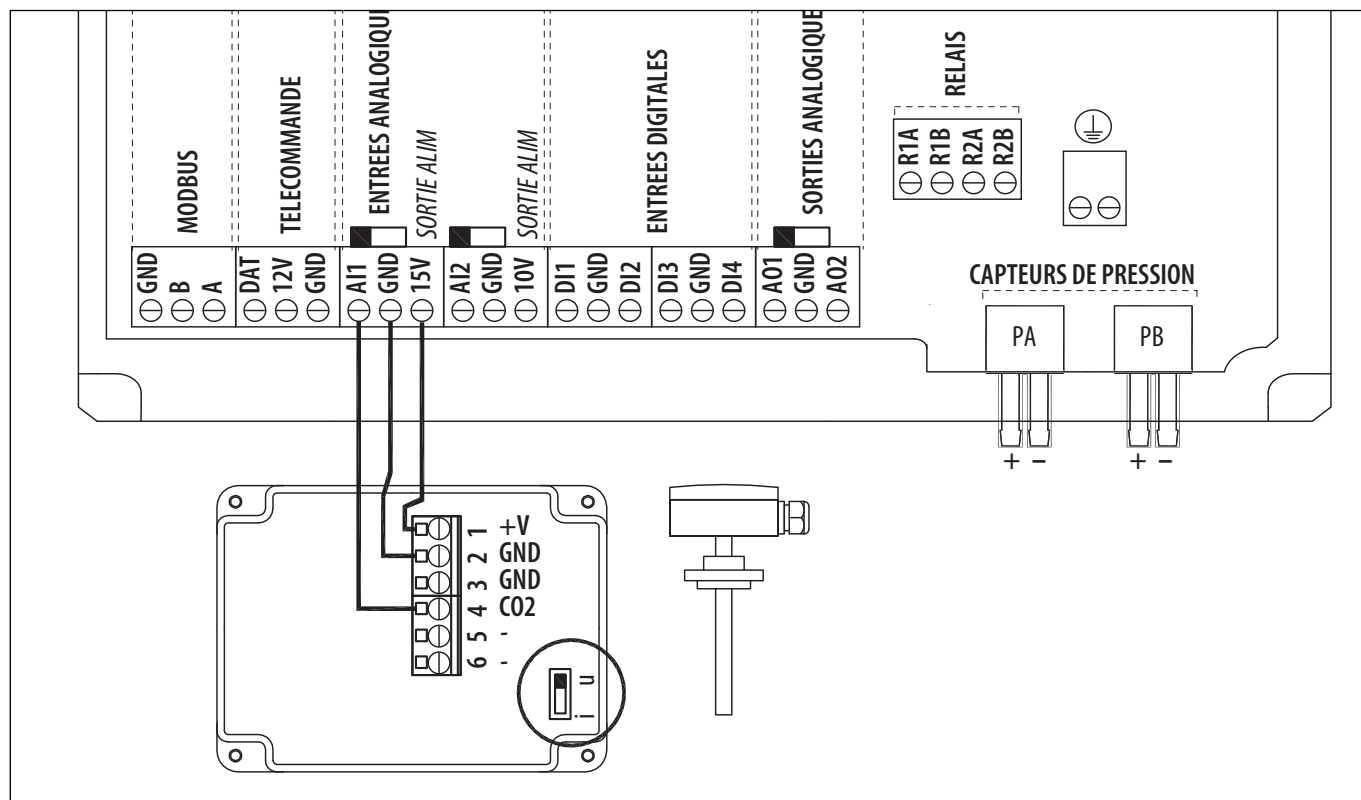 MODBUS
TELECOMMANDE
SORTIE ALIM
SORTIE ALIM
ENTREES DIGITALES
RELAIS
R1A
R1B
R2A
R2B
GND
B
A
DAT
12V
GND
AI1
GND
15V
AI2
GND
10V
DI1
GND
DI2
DI3
GND
DI4
AO1
GND
AO2
CAPTEURS DE PRESSION
PA
PB
+ −
+ −
1 +V
2 GND
3 GND
4 CO2
5 -
6 -
u
i
ENTREES ANALOGIQU
SORTIES ANALOGIQUE